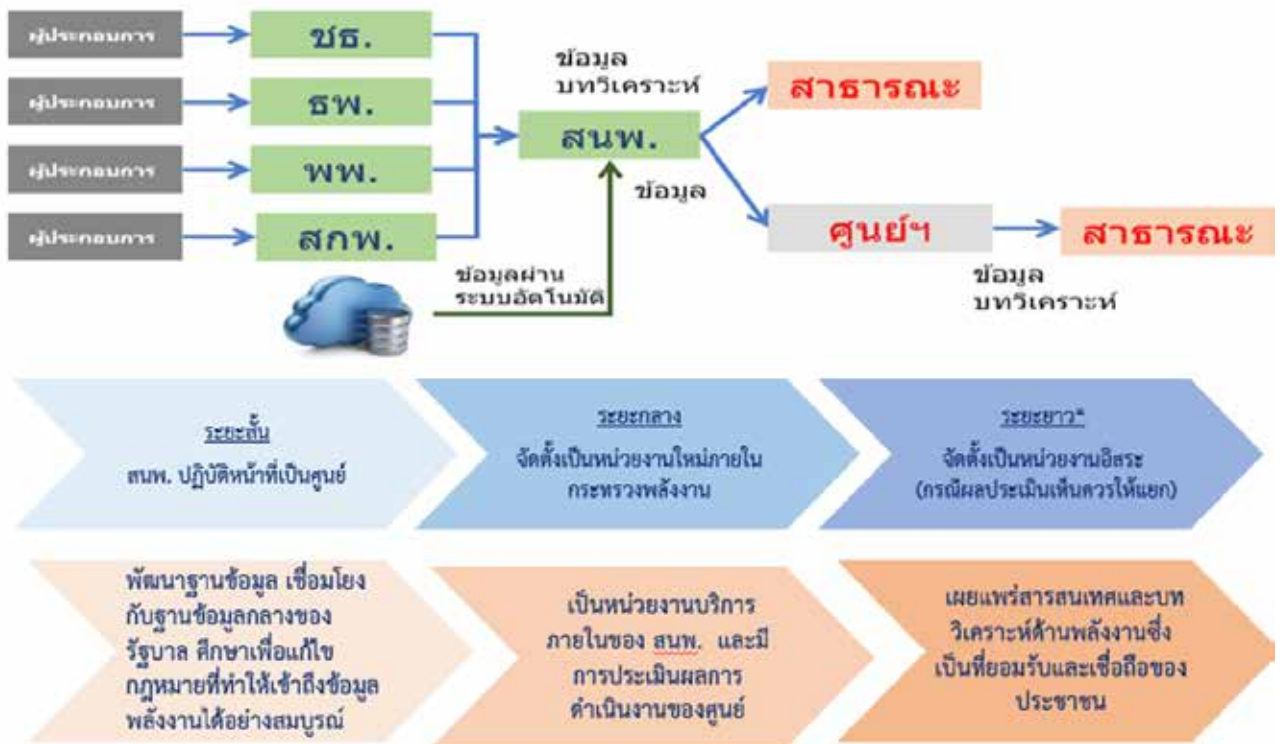 ผู้ประกอบการ
ชธ.
ผู้ประกอบการ
ธพ.
ผู้ประกอบการ
พพ.
ผู้ประกอบการ
สกพ.
ข้อมูลผ่าน
ระบบอัตโนมัติ
ข้อมูล
บทวิเคราะห์
สนพ.
ข้อมูล
สาธารณะ
ศูนย์ฯ
สาธารณะ
ข้อมูล
บทวิเคราะห์
ระยะสั้น
สนพ. ปฏิบัติหน้าที่เป็นศูนย์
ระยะกลาง
จัดตั้งเป็นหน่วยงานใหม่ภายใน
กระทรวงพลังงาน
ระยะยาว*
จัดตั้งเป็นหน่วยงานอิสระ
(กรณีผลประเมินเห็นควรให้แยก)
พัฒนาฐานข้อมูล เชื่อมโยง
กับฐานข้อมูลกลางของ
รัฐบาล ศึกษาเพื่อแก้ไข
กฎหมายที่ทำให้เข้าถึงข้อมูล
พลังงานได้อย่างสมบูรณ์
เป็นหน่วยงานบริการ
ภายในของ สนพ. และมี
การประเมินผลการ
ดำเนินงานของศูนย์
เผยแพร่สารสนเทศและบท
วิเคราะห์ด้านพลังงานซึ่ง
เป็นที่ยอมรับและเชื่อถือของ
ประชาชน